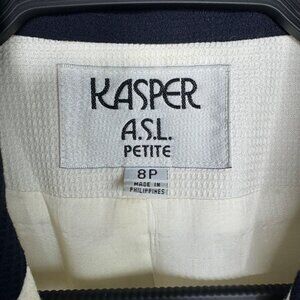 KASPER
A.S.L.
PETITE
8P
MADE IN
PHILIPPINES